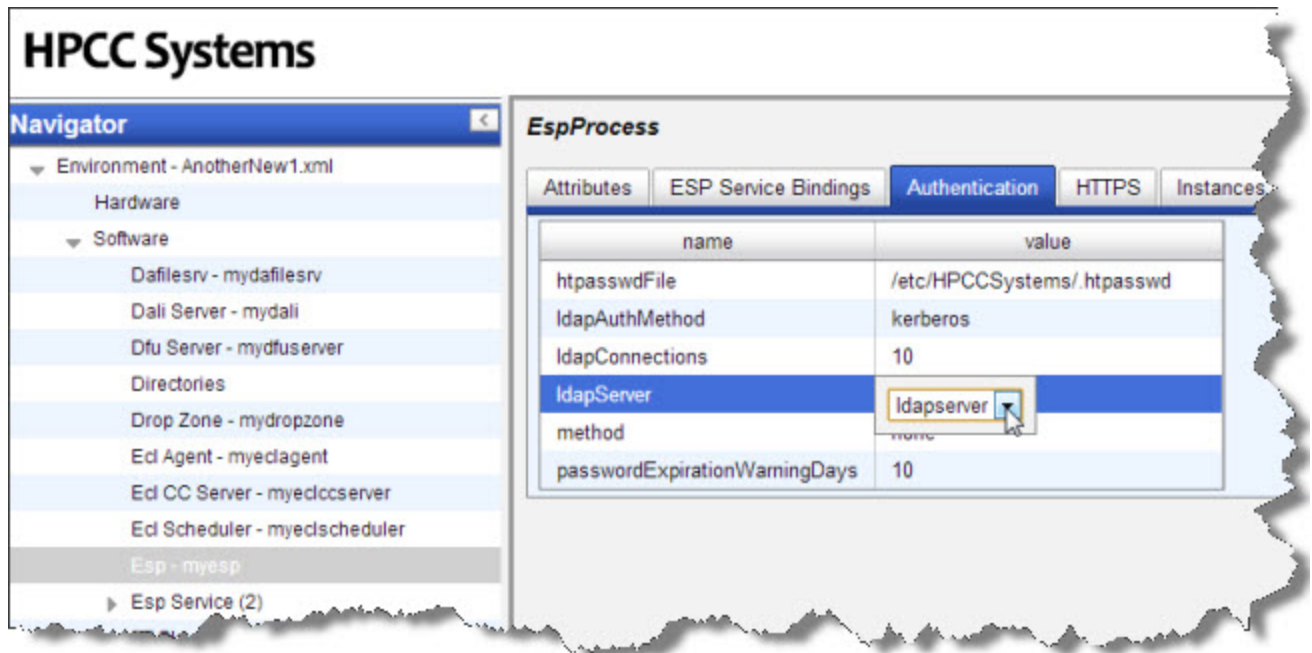 HPCC Systems
Navigator
Environment - AnotherNew1.xml
Hardware
Software
Dafilesrv - mydafilesrv
Dali Server - mydali
Dfu Server - mydfuserver
Directories
Drop Zone - mydropzone
Ecl Agent - myeclagent
Ecl CC Server - myeclccserver
Ecl Scheduler - myeclscheduler
Esp - myesp
Esp Service (2)
EspProcess
Attributes ESP Service Bindings Authentication HTTPS Instances
name value
htpasswdFile /etc/HPCCSystems/.htpasswd
ldapAuthMethod kerberos
ldapConnections 10
ldapServer ldapserver
method none
passwordExpirationWarningDays 10